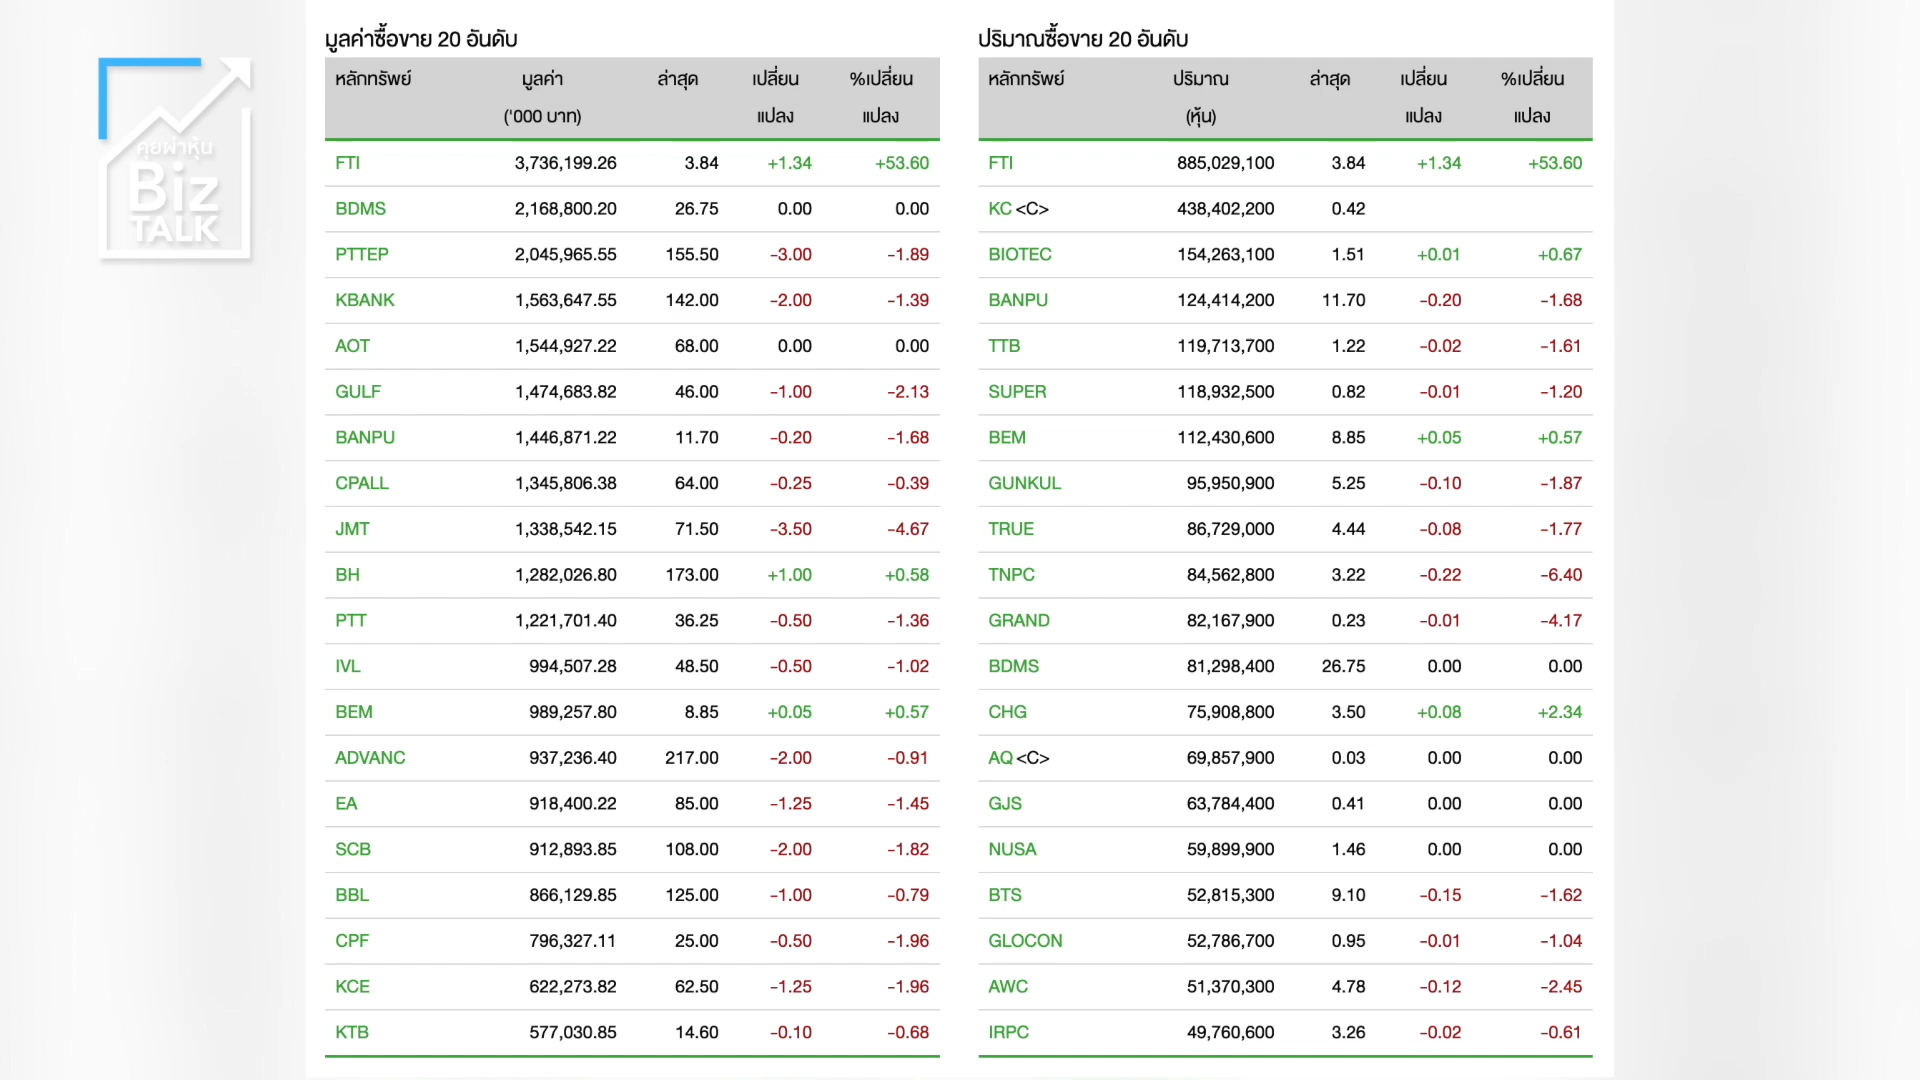 คุยผ่าหุ้น
Biz
TALK
มูลค่าซื้อขาย 20 อันดับ
หลักทรัพย์ มูลค่า ล่าสุด เปลี่ยน %เปลี่ยน
('000 บาท) แปลง แปลง
FTI 3,736,199.26 3.84 +1.34 +53.60
BDMS 2,168,800.20 26.75 0.00 0.00
PTTEP 2,045,965.55 155.50 -3.00 -1.89
KBANK 1,563,647.55 142.00 -2.00 -1.39
AOT 1,544,927.22 68.00 0.00 0.00
GULF 1,474,683.82 46.00 -1.00 -2.13
BANPU 1,446,871.22 11.70 -0.20 -1.68
CPALL 1,345,806.38 64.00 -0.25 -0.39
JMT 1,338,542.15 71.50 -3.50 -4.67
BH 1,282,026.80 173.00 +1.00 +0.58
PTT 1,221,701.40 36.25 -0.50 -1.36
IVL 994,507.28 48.50 -0.50 -1.02
BEM 989,257.80 8.85 +0.05 +0.57
ADVANC 937,236.40 217.00 -2.00 -0.91
EA 918,400.22 85.00 -1.25 -1.45
SCB 912,893.85 108.00 -2.00 -1.82
BBL 866,129.85 125.00 -1.00 -0.79
CPF 796,327.11 25.00 -0.50 -1.96
KCE 622,273.82 62.50 -1.25 -1.96
KTB 577,030.85 14.60 -0.10 -0.68
ปริมาณซื้อขาย 20 อันดับ
หลักทรัพย์ ปริมาณ ล่าสุด เปลี่ยน %เปลี่ยน
(หุ้น) แปลง แปลง
FTI 885,029,100 3.84 +1.34 +53.60
KC <C> 438,402,200 0.42
BIOTEC 154,263,100 1.51 +0.01 +0.67
BANPU 124,414,200 11.70 -0.20 -1.68
TTB 119,713,700 1.22 -0.02 -1.61
SUPER 118,932,500 0.82 -0.01 -1.20
BEM 112,430,600 8.85 +0.05 +0.57
GUNKUL 95,950,900 5.25 -0.10 -1.87
TRUE 86,729,000 4.44 -0.08 -1.77
TNPC 84,562,800 3.22 -0.22 -6.40
GRAND 82,167,900 0.23 -0.01 -4.17
BDMS 81,298,400 26.75 0.00 0.00
CHG 75,908,800 3.50 +0.08 +2.34
AQ <C> 69,857,900 0.03 0.00 0.00
GJS 63,784,400 0.41 0.00 0.00
NUSA 59,899,900 1.46 0.00 0.00
BTS 52,815,300 9.10 -0.15 -1.62
GLOCON 52,786,700 0.95 -0.01 -1.04
AWC 51,370,300 4.78 -0.12 -2.45
IRPC 49,760,600 3.26 -0.02 -0.61